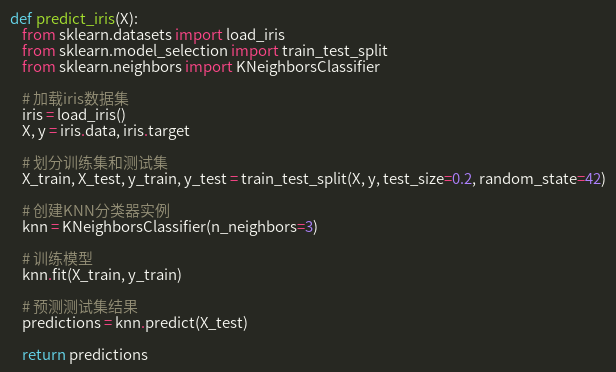 def predict_iris(X):
from sklearn.datasets import load_iris
from sklearn.model_selection import train_test_split
from sklearn.neighbors import KNeighborsClassifier
# 加载iris数据集
iris = load_iris()
X, y = iris.data, iris.target
# 划分训练集和测试集
X_train, X_test, y_train, y_test = train_test_split(X, y, test_size=0.2, random_state=42)
# 创建KNN分类器实例
knn = KNeighborsClassifier(n_neighbors=3)
# 训练模型
knn.fit(X_train, y_train)
# 预测测试集结果
predictions = knn.predict(X_test)
return predictions